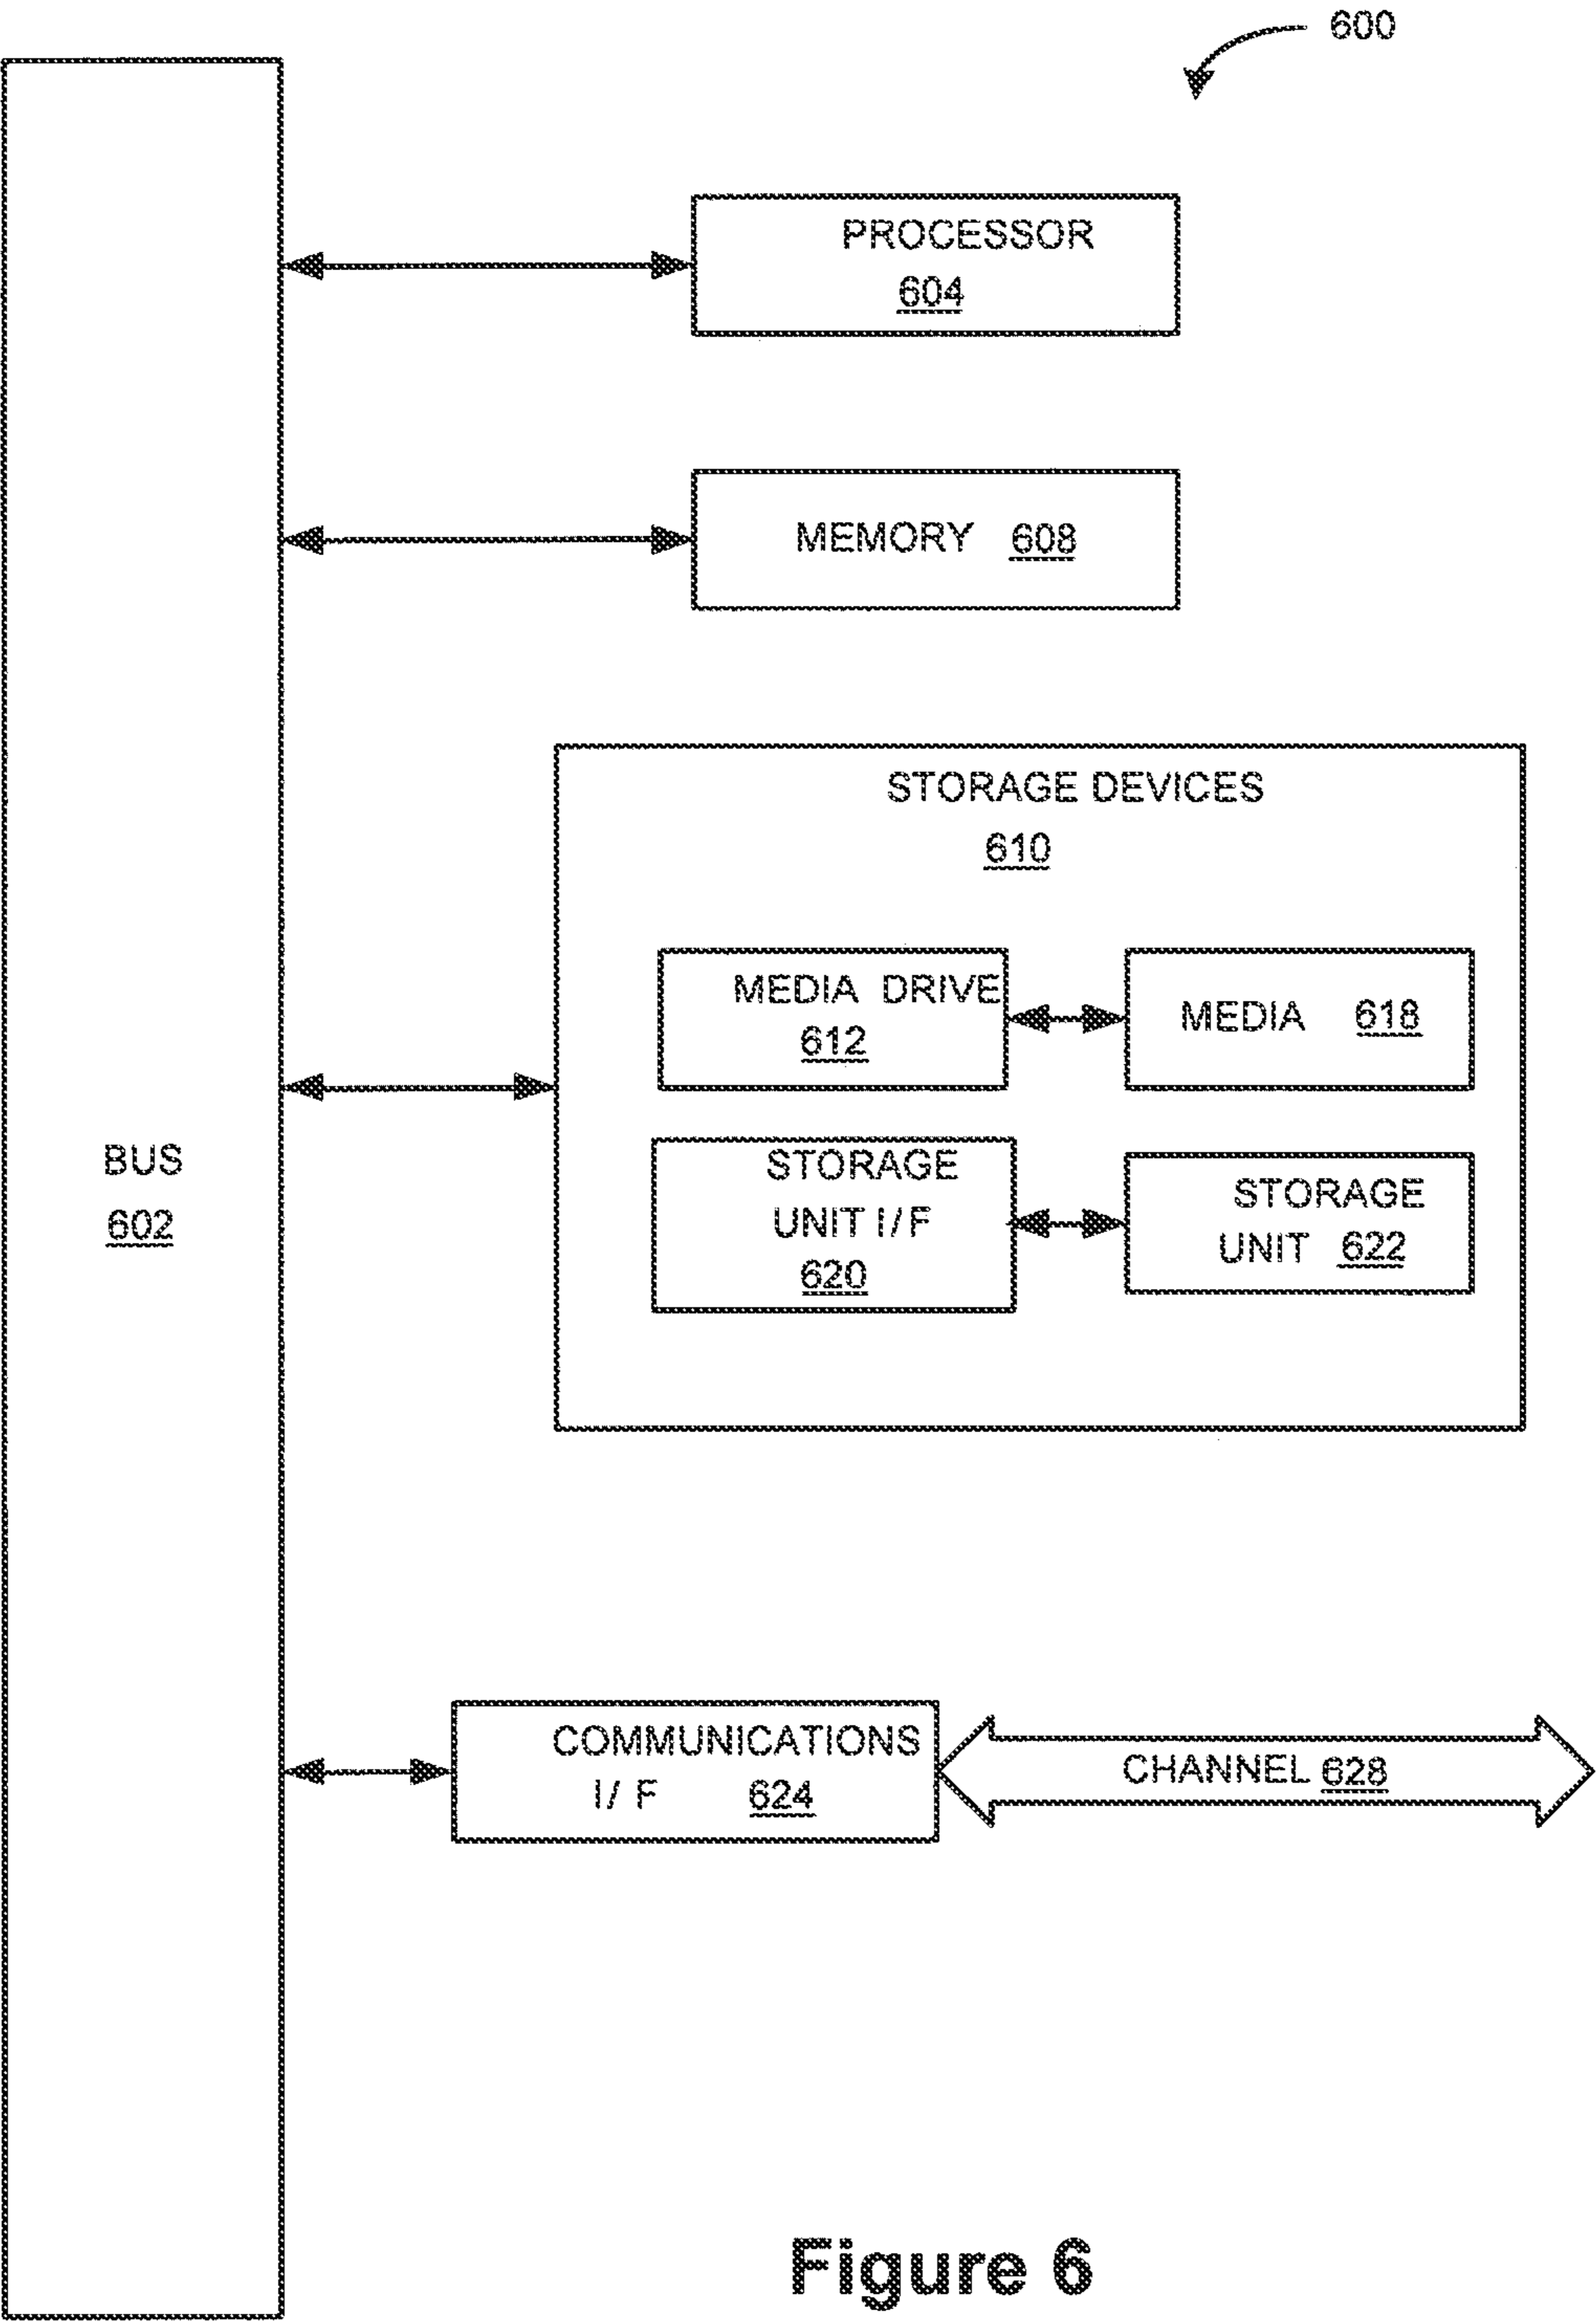 600
PROCESSOR
604
MEMORY 608
STORAGE DEVICES
610
MEDIA DRIVE
612
MEDIA 618
BUS
602
STORAGE
UNIT I/F
620
STORAGE
UNIT 622
COMMUNICATIONS
I/ F 624
CHANNEL 628
Figure 6